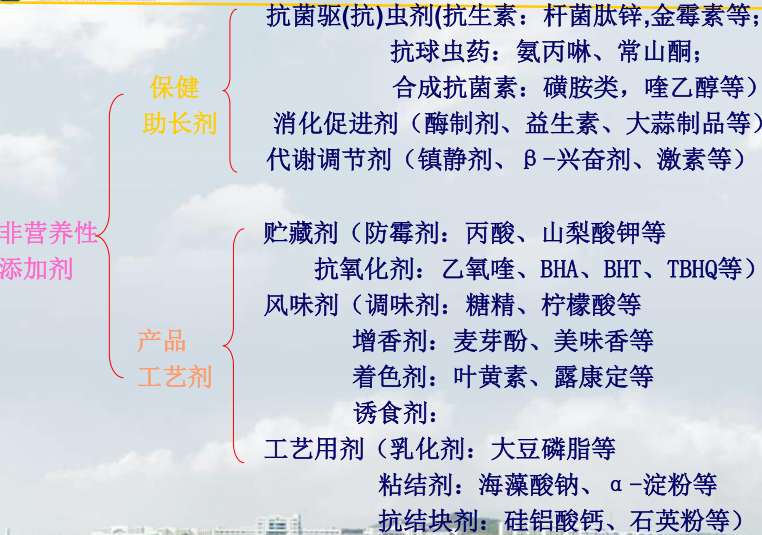 抗菌驱(抗)虫剂(抗生素：杆菌肽锌,金霉素等；
抗球虫药：氨丙啉、常山酮；
合成抗菌素：磺胺类，喹乙醇等）
消化促进剂（酶制剂、益生素、大蒜制品等）
代谢调节剂（镇静剂、β-兴奋剂、激素等）
保健
助长剂
非营养性
添加剂
贮藏剂（防霉剂：丙酸、山梨酸钾等
抗氧化剂：乙氧喹、BHA、BHT、TBHQ等）
风味剂（调味剂：糖精、柠檬酸等
增香剂：麦芽酚、美味香等
着色剂：叶黄素、露康定等
诱食剂：
工艺用剂（乳化剂：大豆磷脂等
粘结剂：海藻酸钠、α-淀粉等
抗结块剂：硅铝酸钙、石英粉等）
产品
工艺剂